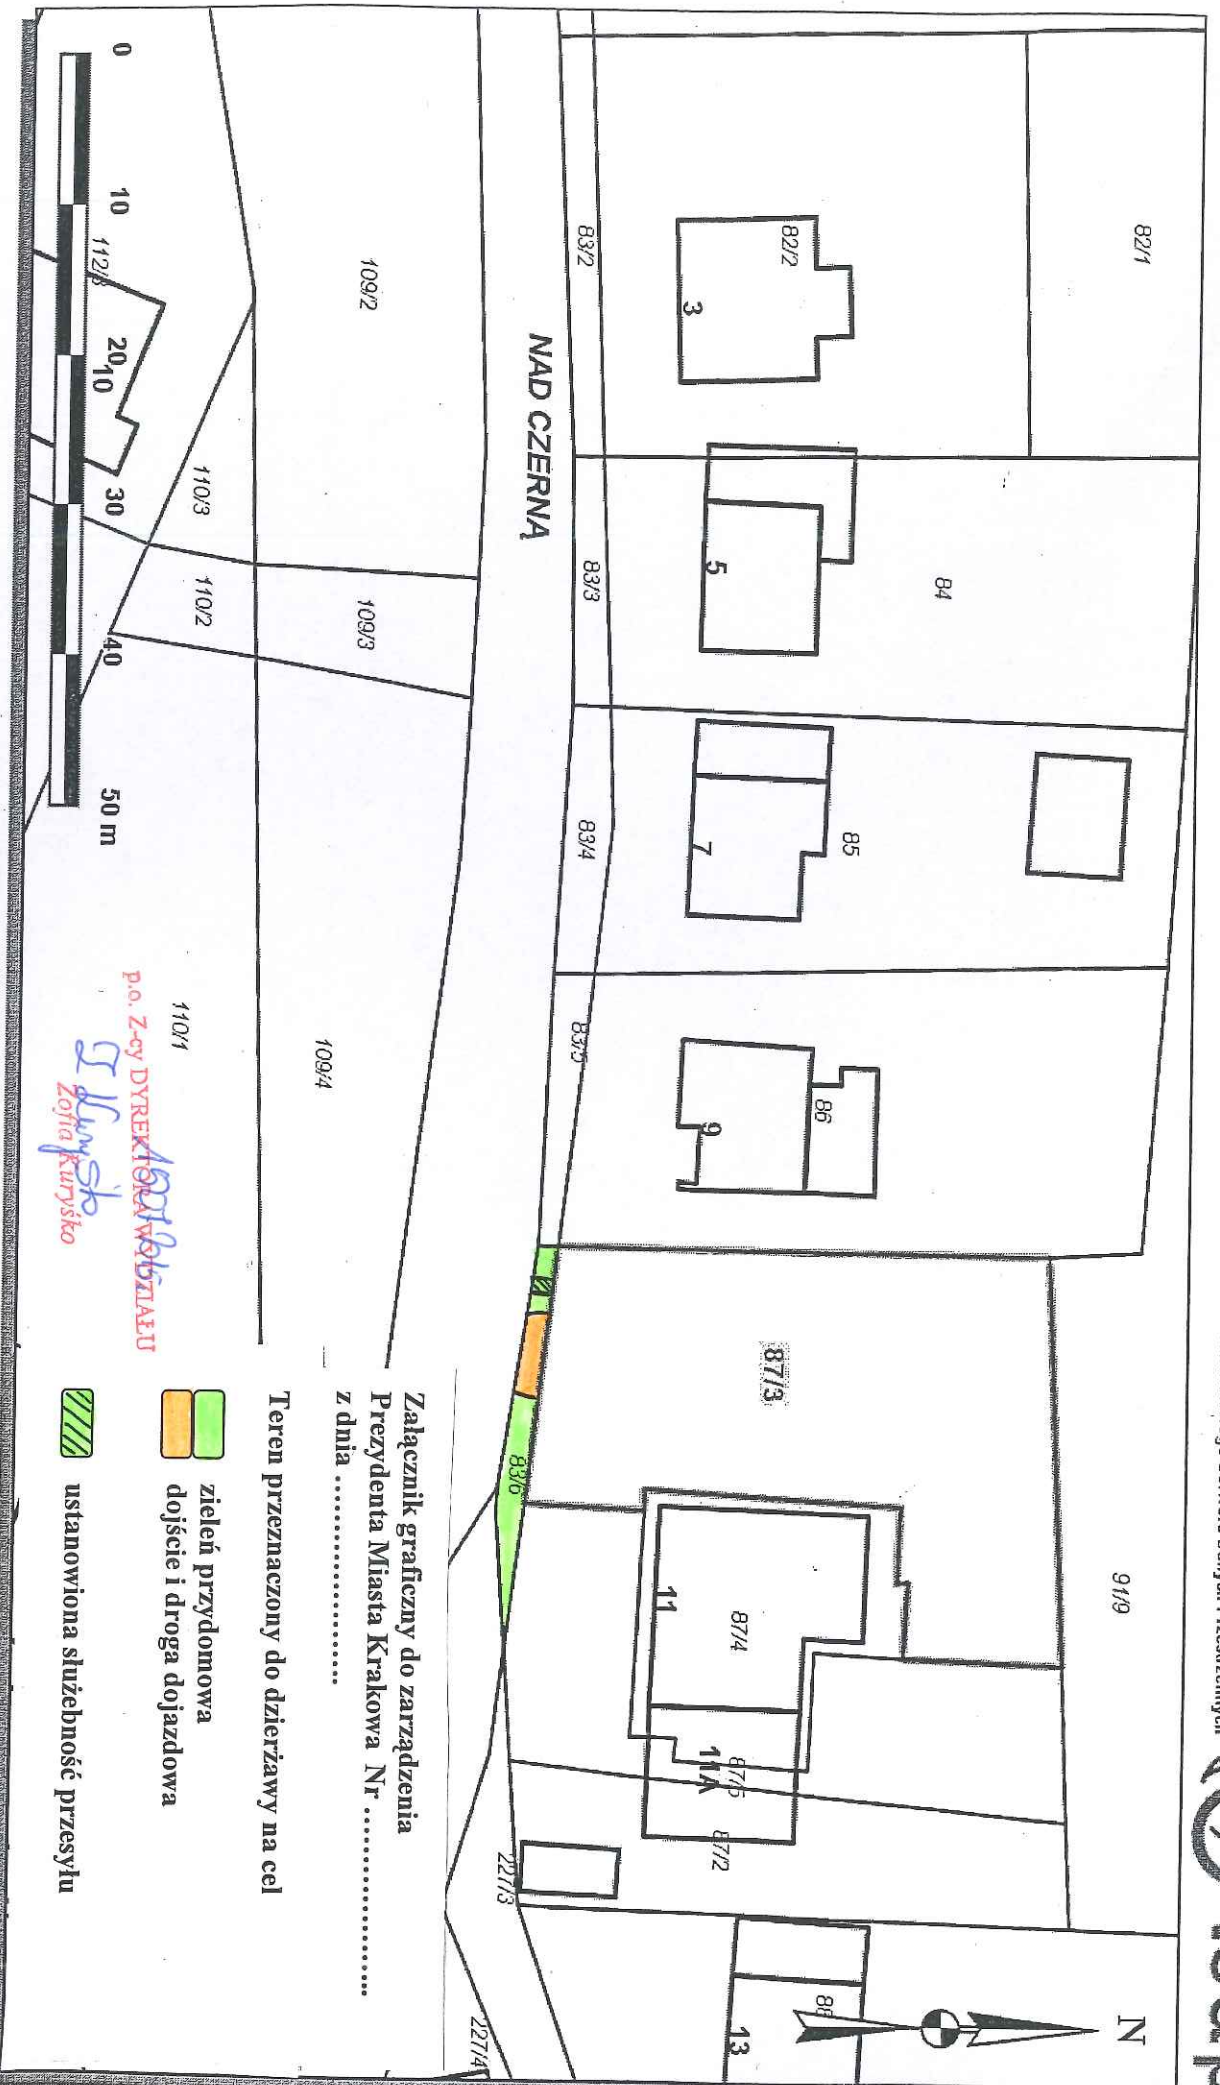 N
82/1
82/2
3
83/2
84
5
83/3
85
7
83/4
86
9
83/5
87/3
91/9
87/4
11
11A
87/5
87/2
88
13
83/6
227/3
227/4
NAD CZERNĄ
109/2
109/3
109/4
110/3
110/2
110/1
112/8
10
0
10
20
30
40
50 m
Załącznik graficzny do zarządzenia
Prezydenta Miasta Krakowa Nr ....................
z dnia ....................
Teren przeznaczony do dzierżawy na cel
zieleń przydomowa
dojście i droga dojazdowa
ustanowiona służebność przesyłu
p.o. Z-cy DYREKTORA WYDZIAŁU
Zofia Kuryśko